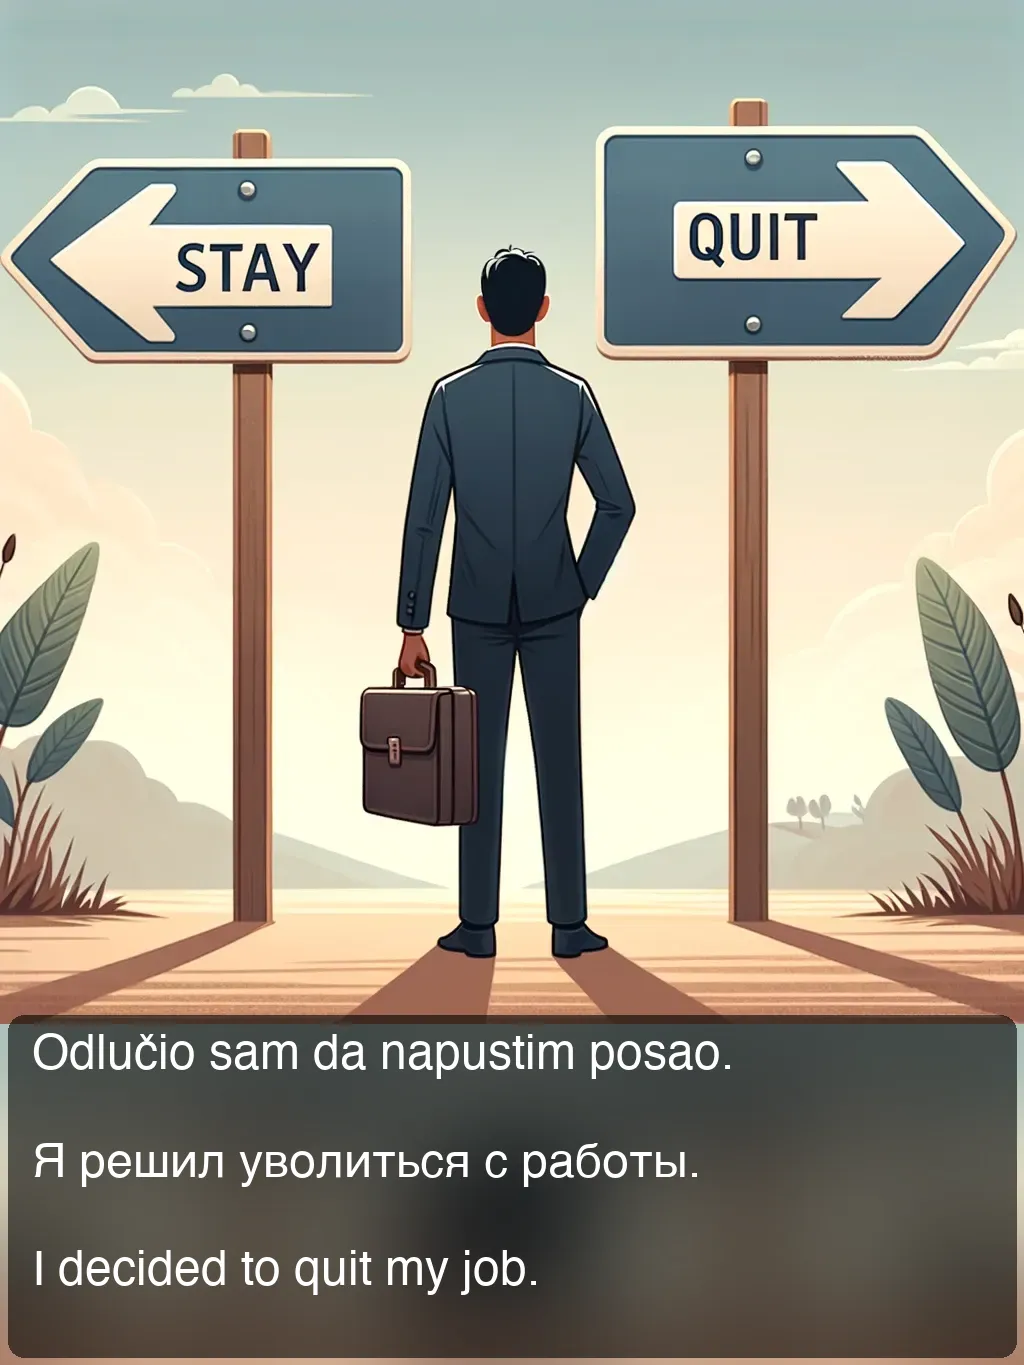 STAY
QUIT
Odlučio sam da napustim posao.
Я решил уволиться с работы.
I decided to quit my job.